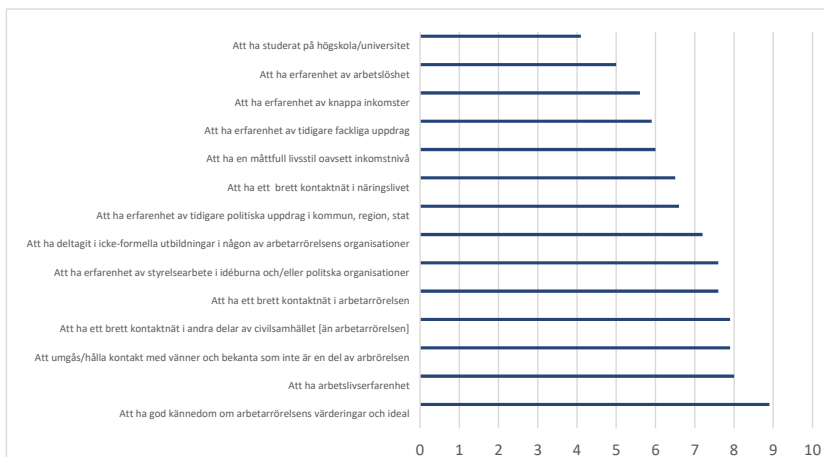 Att ha studerat på högskola/universitet
Att ha erfarenhet av arbetslöshet
Att ha erfarenhet av knappa inkomster
Att ha erfarenhet av tidigare fackliga uppdrag
Att ha en måttfull livsstil oavsett inkomstnivå
Att ha ett brett kontaktnät i näringslivet
Att ha erfarenhet av tidigare politiska uppdrag i kommun, region, stat
Att ha deltagit i icke-formella utbildningar i någon av arbetarrörelsens organisationer
Att ha erfarenhet av styrelsearbete i idéburna och/eller politska organisationer
Att ha ett brett kontaktnät i arbetarrörelsen
Att ha ett brett kontaktnät i andra delar av civilsamhället [än arbetarrörelsen]
Att umgås/hålla kontakt med vänner och bekanta som inte är en del av arbrörelsen
Att ha arbetslivserfarenhet
Att ha god kännedom om arbetarrörelsens värderingar och ideal
0 1 2 3 4 5 6 7 8 9 10